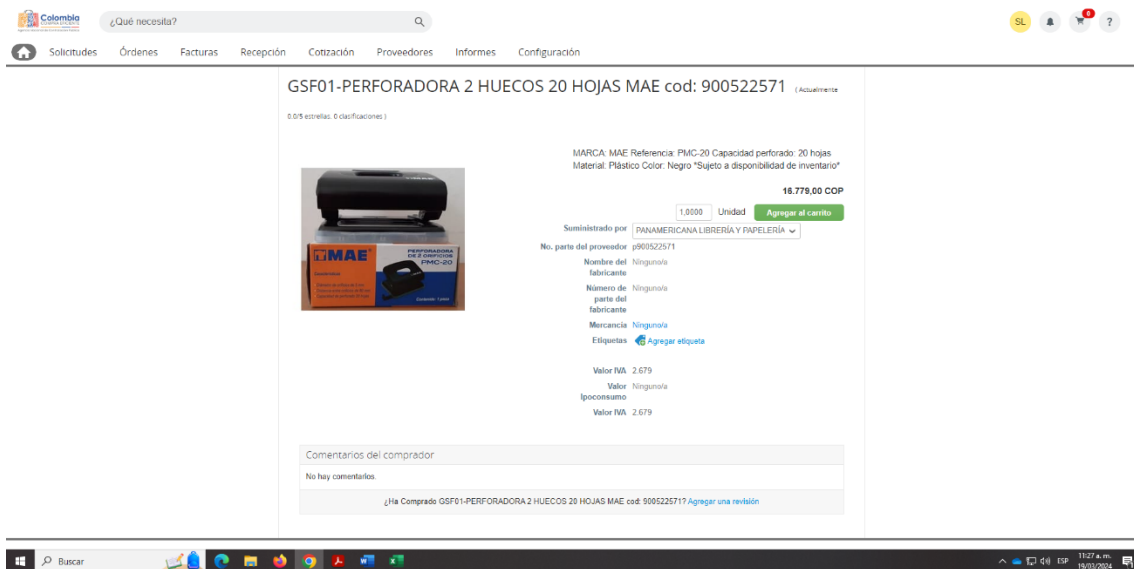 Colombia
COMPRA EFICIENTE
¿Qué necesita?
SL
0
?
Solicitudes Órdenes Facturas Recepción Cotización Proveedores Informes Configuración
GSF01-PERFORADORA 2 HUECOS 20 HOJAS MAE cod: 900522571 ( Actualmente
0.0/5 estrellas. 0 clasificaciones )
MARCA: MAE Referencia: PMC-20 Capacidad perforado: 20 hojas
Material: Plástico Color: Negro *Sujeto a disponibilidad de inventario*
16.779,00 COP
1,0000 Unidad Agregar al carrito
Suministrado por PANAMERICANA LIBRERÍA Y PAPELERÍA
No. parte del proveedor p900522571
Nombre del Ninguno/a
fabricante
Número de Ninguno/a
parte del
fabricante
Mercancía Ninguno/a
Etiquetas Agregar etiqueta
Valor IVA 2.679
Valor Ninguno/a
Ipoconsumo
Valor IVA 2.679
MAE
PERFORADORA
DE 2 ORIFICIOS
PMC-20
Comentarios del comprador
No hay comentarios.
¿Ha Comprado GSF01-PERFORADORA 2 HUECOS 20 HOJAS MAE cod: 900522571? Agregar una revisión
Buscar
ESP
11:27 a. m.
19/03/2024